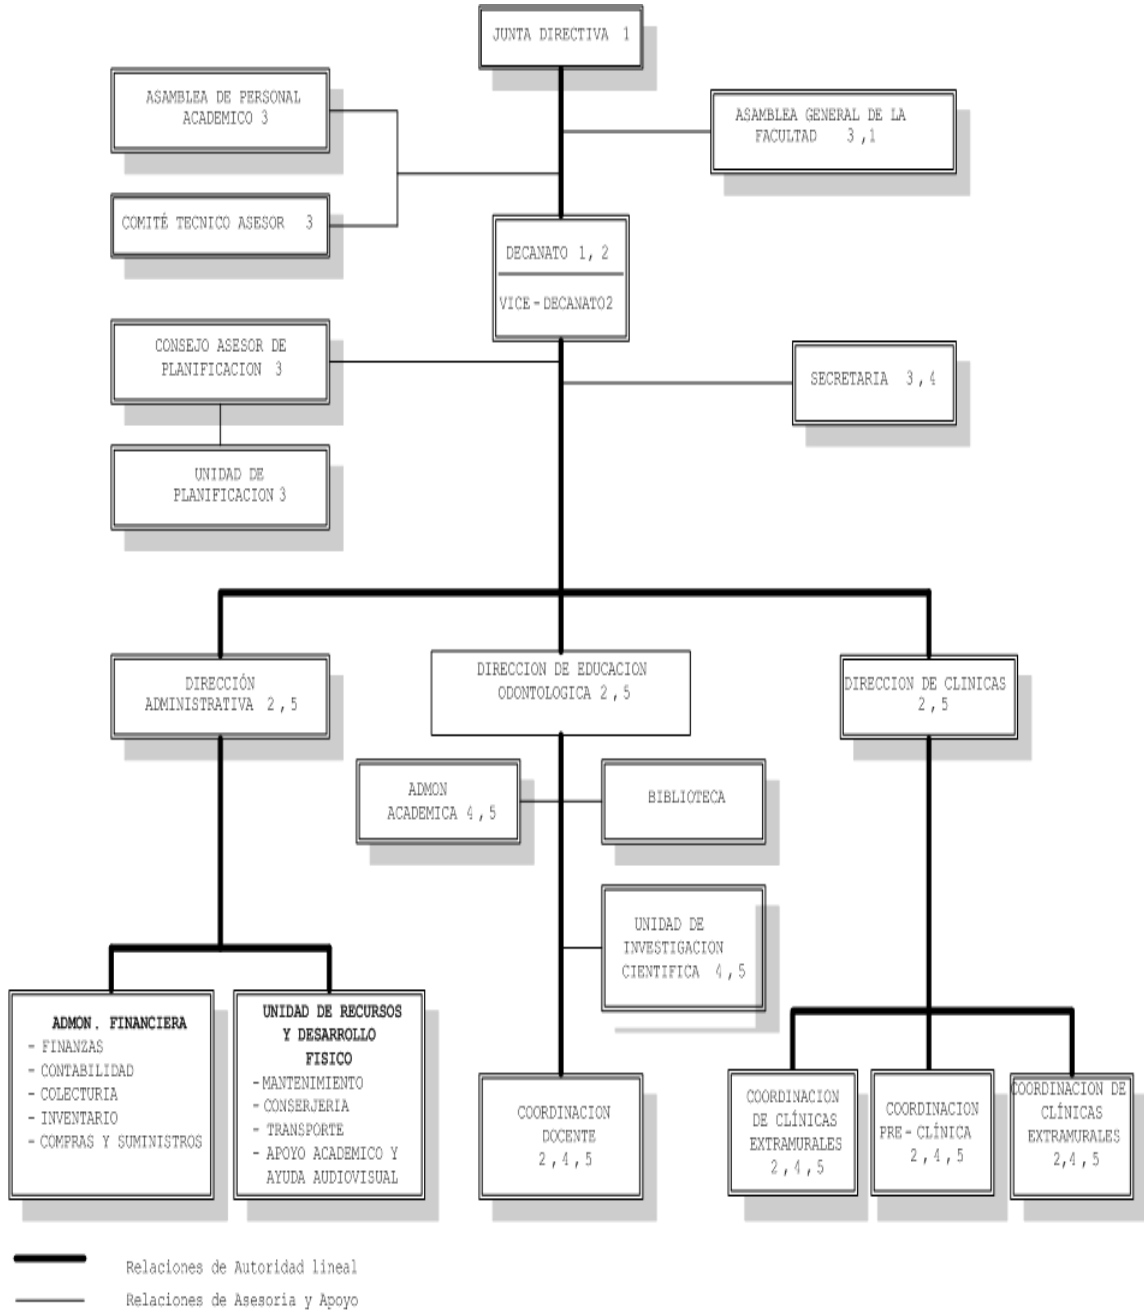 JUNTA DIRECTIVA 1
ASAMBLEA DE PERSONAL
ACADEMICO 3
ASAMBLEA GENERAL DE LA
FACULTAD 3,1
COMITÉ TECNICO ASESOR 3
DECANATO 1, 2
VICE-DECANATO2
CONSEJO ASESOR DE
PLANIFICACION 3
SECRETARIA 3,4
UNIDAD DE
PLANIFICACION 3
DIRECCIÓN
ADMINISTRATIVA 2,5
DIRECCION DE EDUCACION
ODONTOLOGICA 2,5
DIRECCION DE CLINICAS
2,5
ADMON
ACADEMICA 4,5
BIBLIOTECA
UNIDAD DE
INVESTIGACION
CIENTIFICA 4,5
ADMON. FINANCIERA
- FINANZAS
- CONTABILIDAD
- COLECTURIA
- INVENTARIO
- COMPRAS Y SUMINISTROS
UNIDAD DE RECURSOS
Y DESARROLLO
FISICO
-MANTENIMIENTO
- CONSERJERIA
- TRANSPORTE
- APOYO ACADEMICO Y
AYUDA AUDIOVISUAL
COORDINACION
DOCENTE
2,4,5
COORDINACION
DE CLÍNICAS
EXTRAMURALES
2,4,5
COORDINACION
PRE-CLÍNICA
2,4,5
COORDINACION DE
CLÍNICAS
EXTRAMURALES
2,4,5
Relaciones de Autoridad lineal
Relaciones de Asesoria y Apoyo